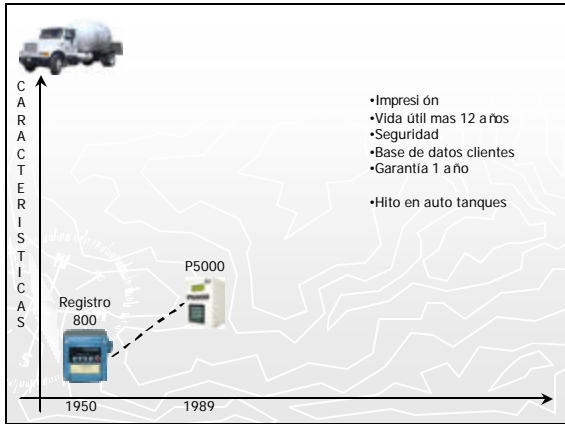 CARACTERISTICAS
•Impresión
•Vida útil mas 12 años
•Seguridad
•Base de datos clientes
•Garantía 1 año
•Hito en auto tanques
P5000
Registro
800
1950
1989